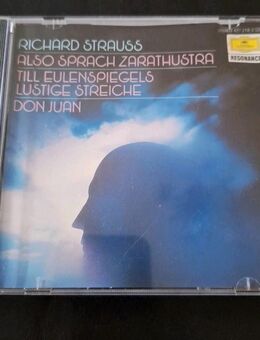 RICHARD STRAUSS
ALSO SPRACH ZARATHUSTRA
TILL EULENSPIEGELS
LUSTIGE STREICHE
DON JUAN
RESONANCE